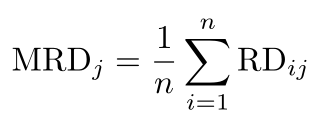 MRD_j = \frac{1}{n} \sum_{i=1}^{n} RD_{ij}